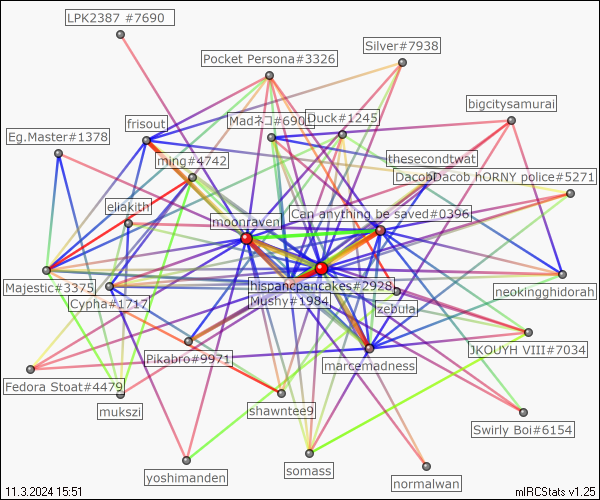 LPK2387 #7690
Silver#7938
Pocket Persona#3326
bigcitysamurai
frisout
Madネコ#690
Duck#1245
Eg.Master#1378
ming#4742
thesecondtwat
DacobDacob hORNY police#5271
eliakith
moonraven
Can anything be saved#0396
Majestic#3375
Cypha#1717
hispanicpancakes#2928
Mushy#1984
zebula
neokingghidorah
Pikabro#9971
marcemadness
JKOUYH VIII#7034
Fedora Stoat#4479
mukszi
shawntee9
Swirly Boi#6154
yoshimanden
somass
normalwan
11.3.2024 15:51
mIRCStats v1.25